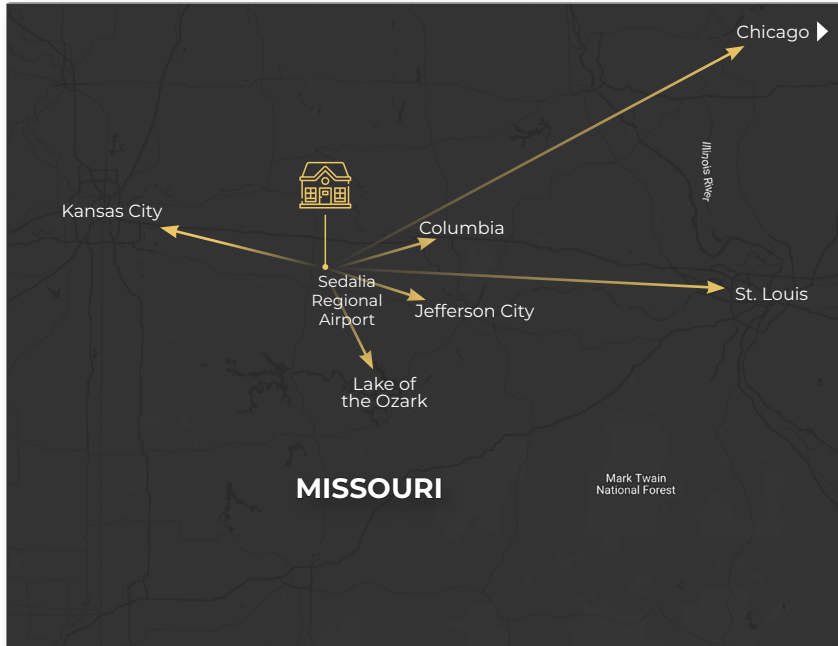 Chicago
Illinois River
Kansas City
Columbia
Sedalia
Regional
Airport
St. Louis
Jefferson City
Lake of
the Ozark
MISSOURI
Mark Twain
National Forest